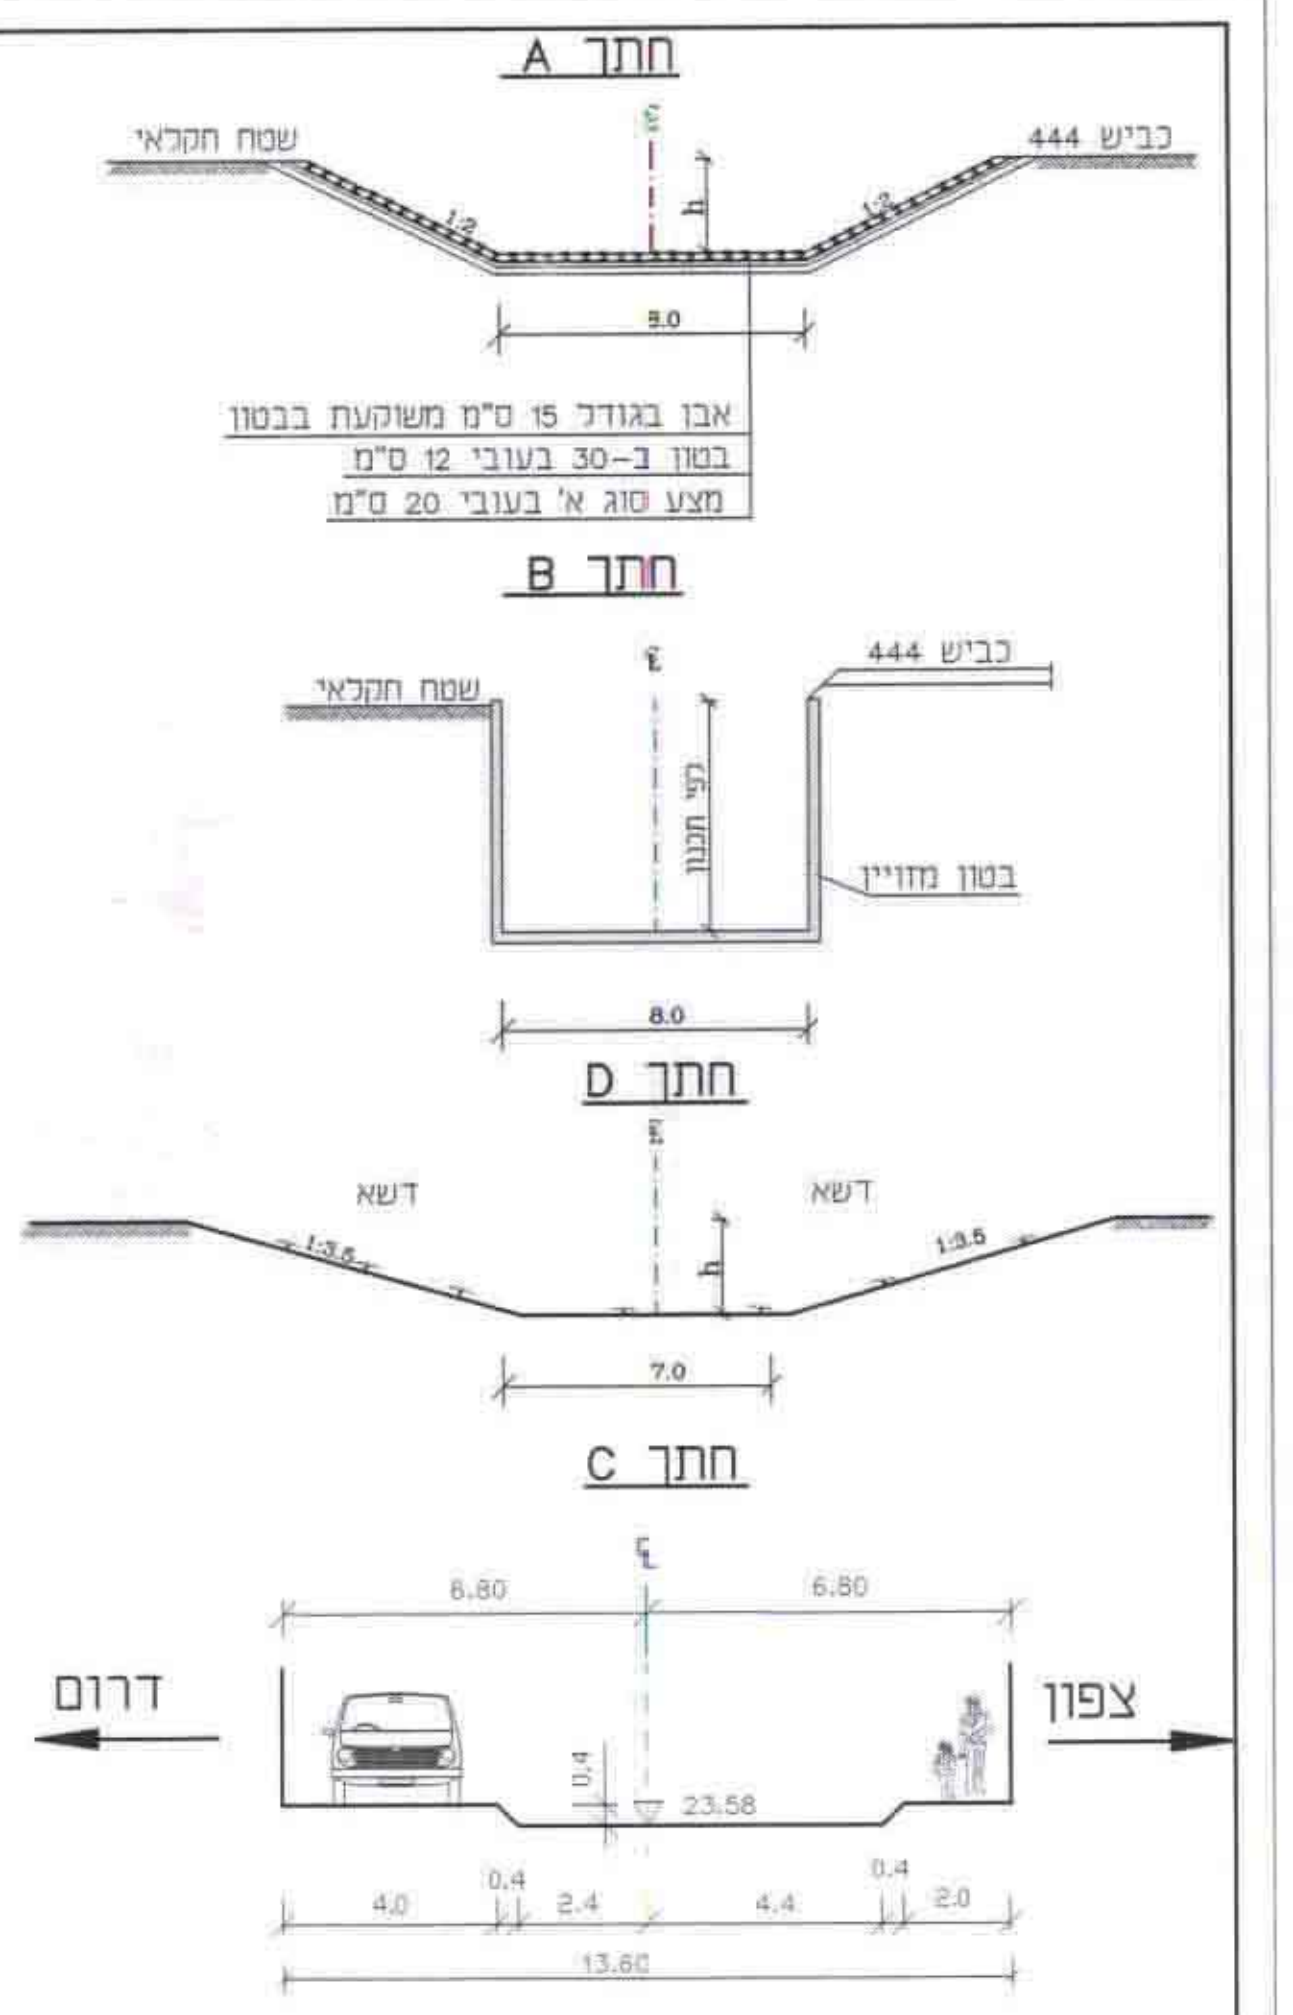 חתך A
שטח חקלאי
כביש 444
1:2
h
1:2
אבן בגודל 15 ס"מ משוקעת בבטון
בטון ב-30 בעובי 12 ס"מ
מצע סוג א' בעובי 20 ס"מ
חתך B
כביש 444
שטח חקלאי
לפי תכנון
בטון מזויין
8.0
חתך D
דשא
דשא
1:3.5
h
1:3.5
7.0
חתך C
6.80
6.80
דרום
צפון
0.4
23.58
0.4
0.4
4.0
2.4
4.4
2.0
13.60